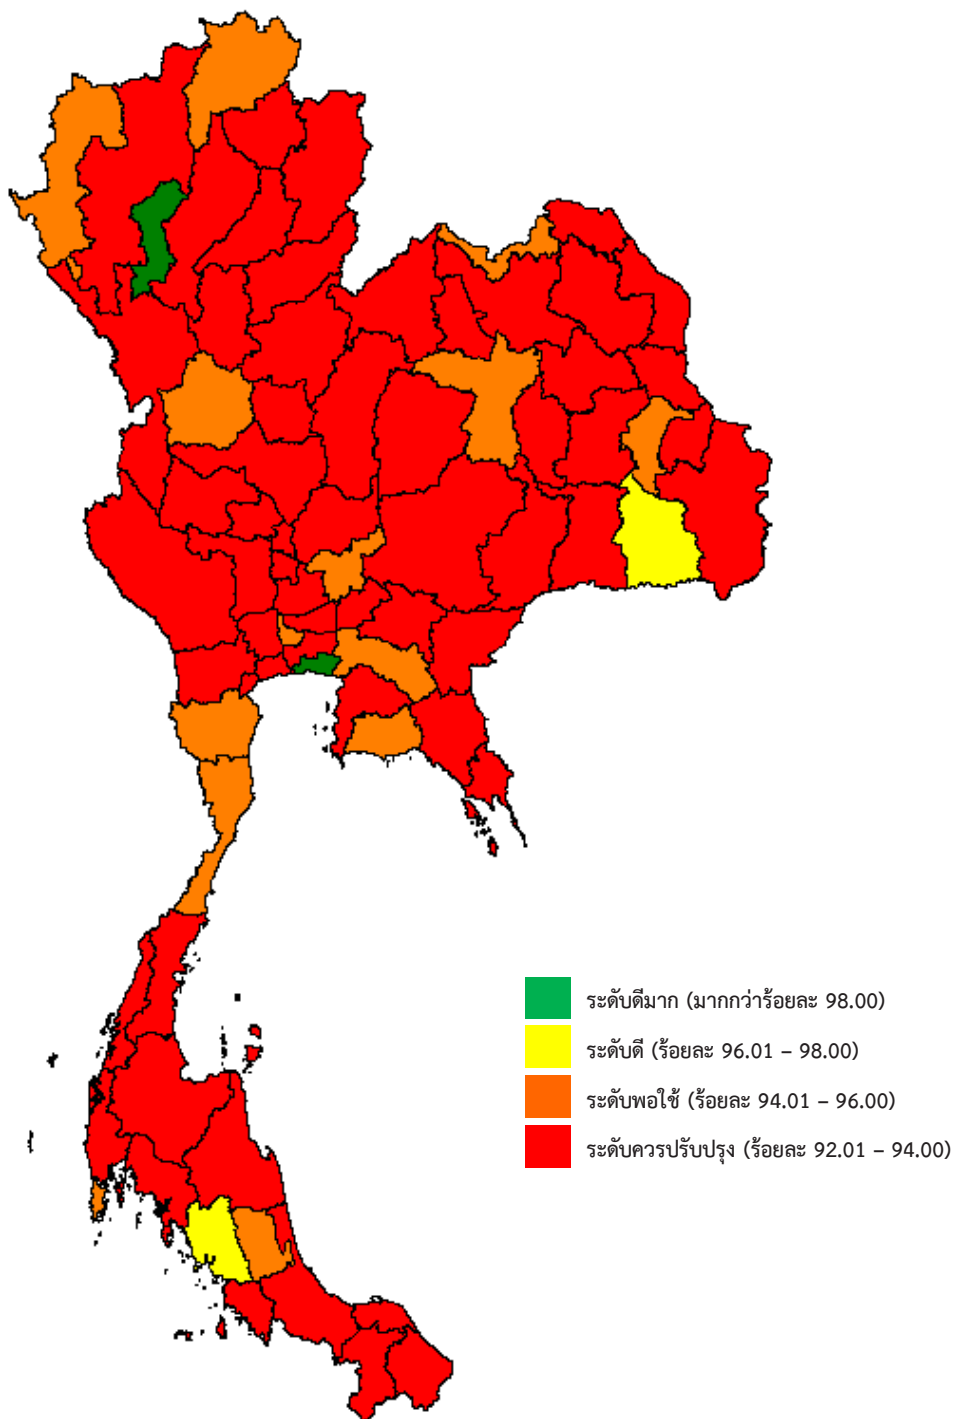 ระดับดีมาก (มากกว่าร้อยละ 98.00)
ระดับดี (ร้อยละ 96.01 – 98.00)
ระดับพอใช้ (ร้อยละ 94.01 – 96.00)
ระดับควรปรับปรุง (ร้อยละ 92.01 – 94.00)